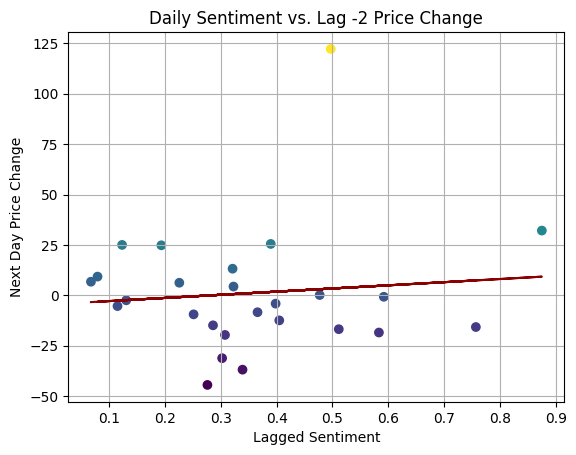 Daily Sentiment vs. Lag -2 Price Change
Next Day Price Change
125
100
75
50
25
0
−25
−50
0.1 0.2 0.3 0.4 0.5 0.6 0.7 0.8 0.9
Lagged Sentiment